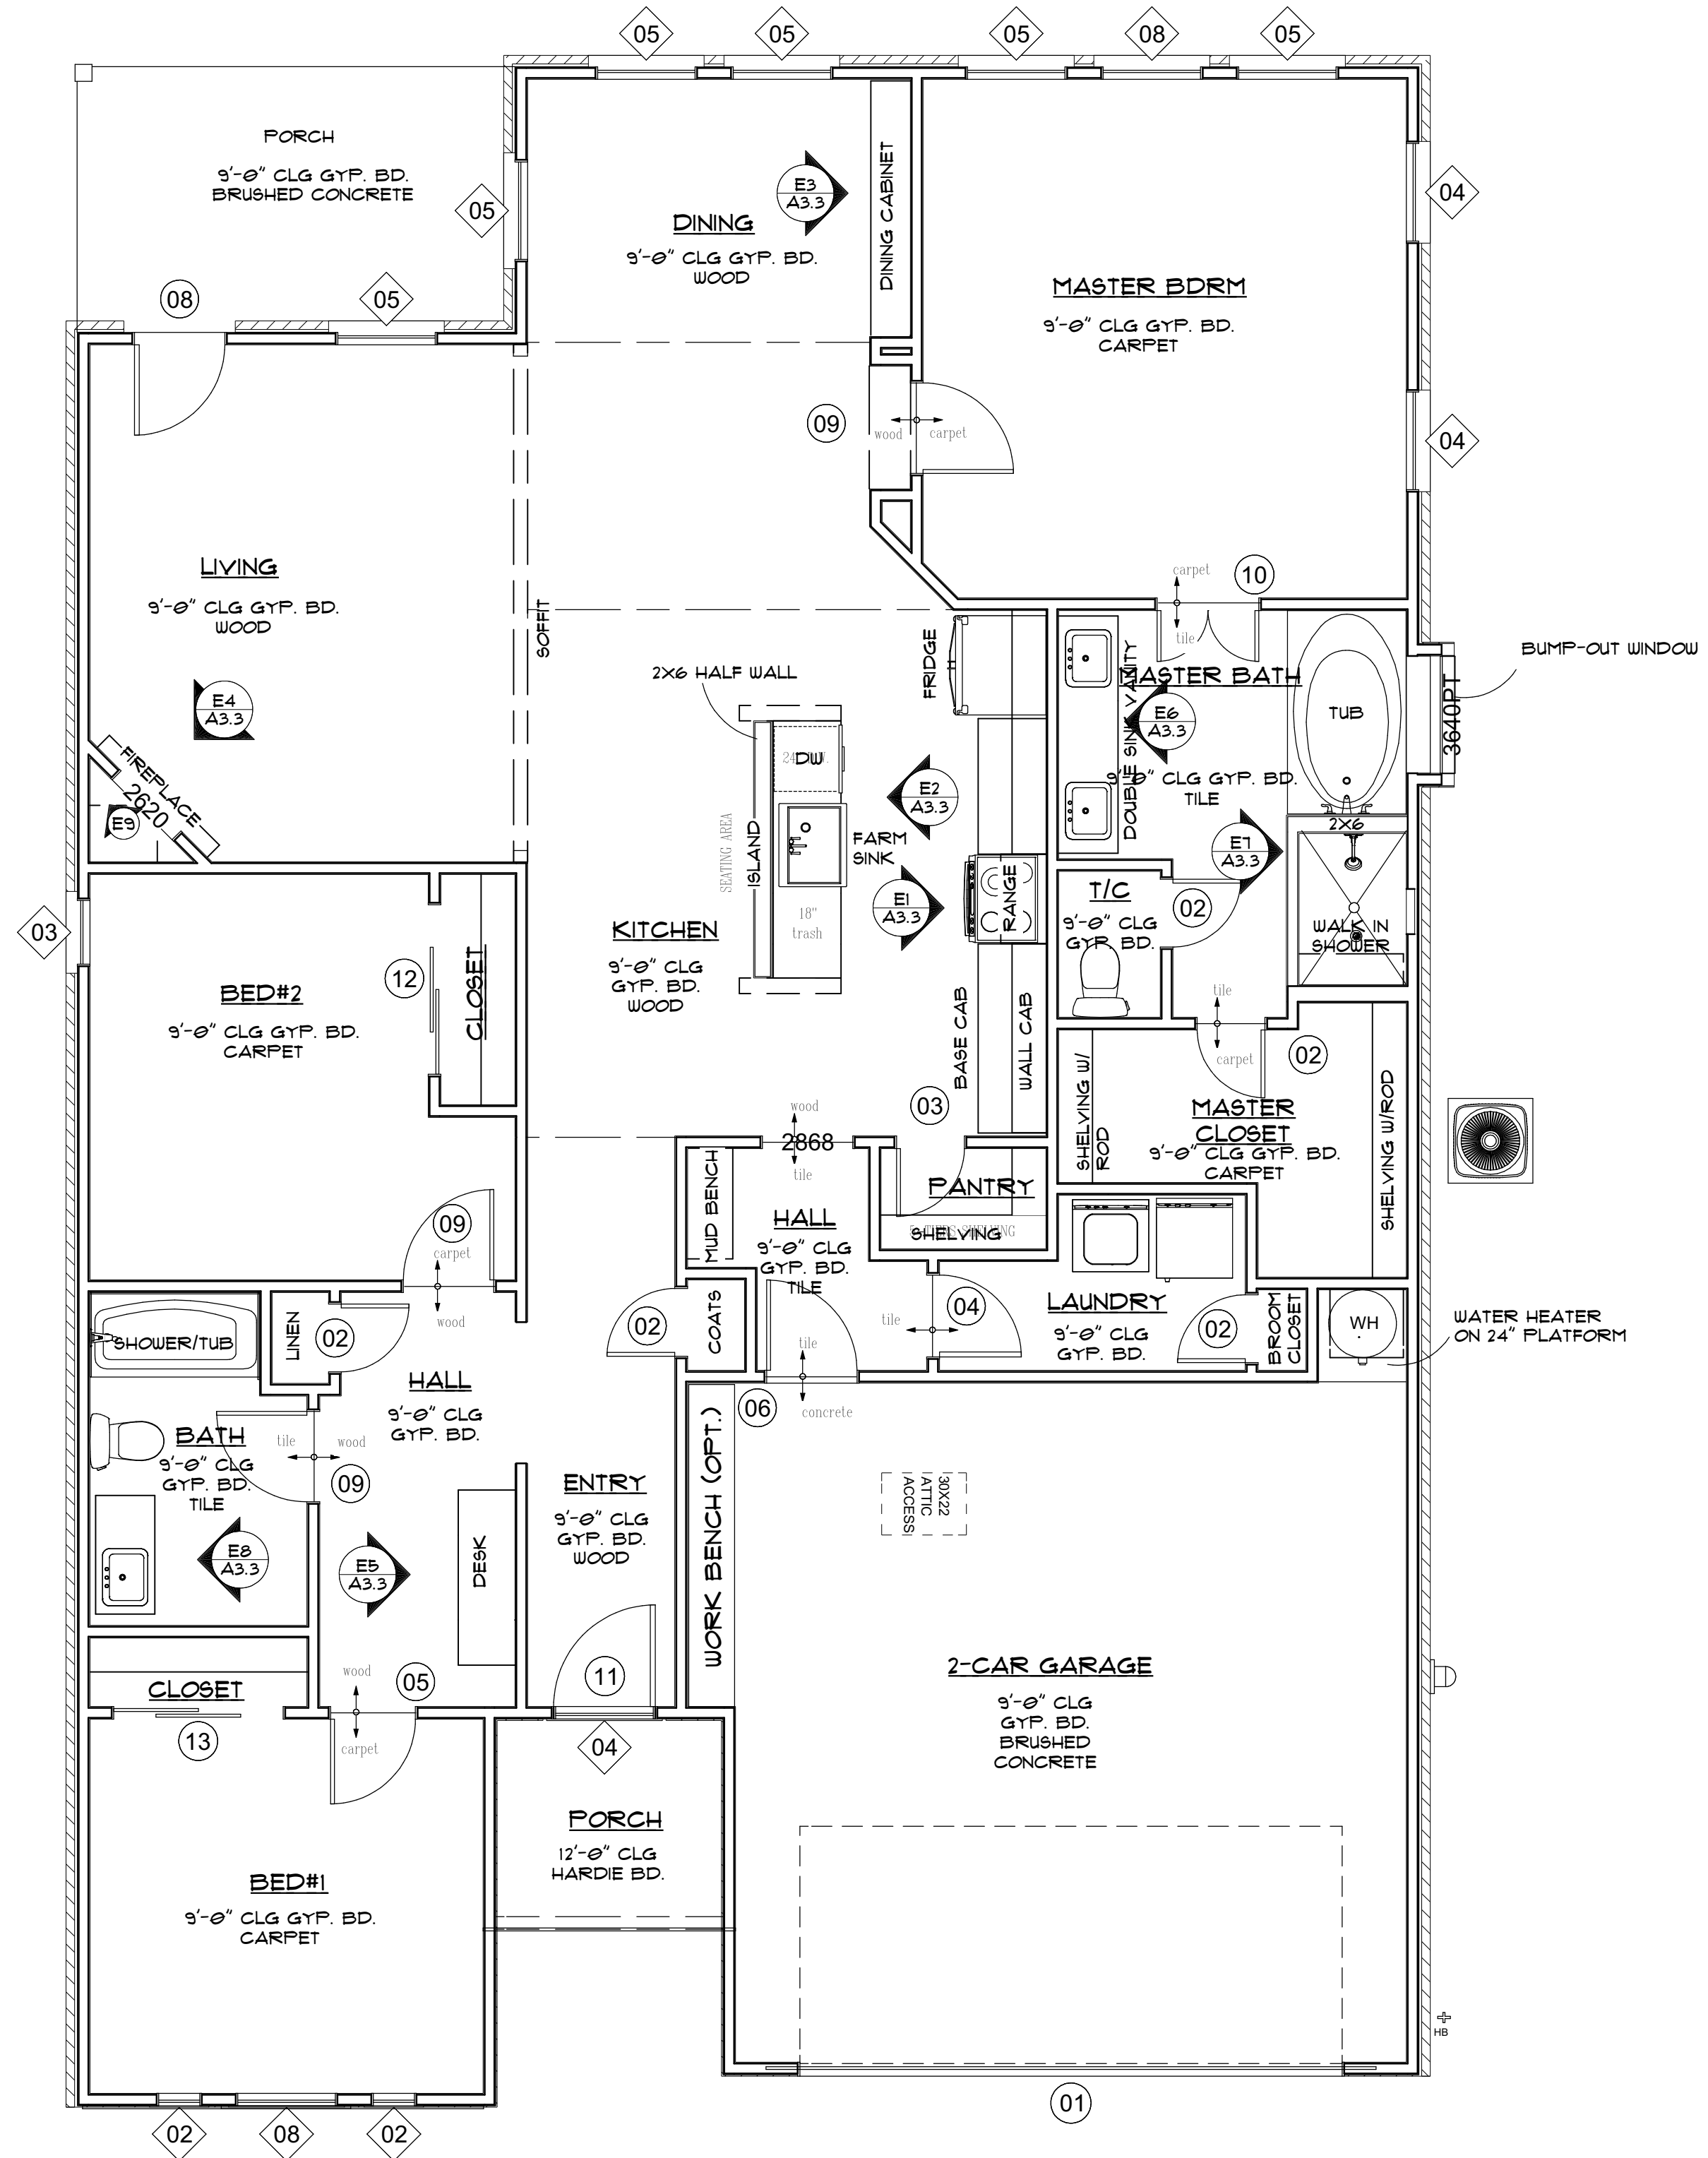 05
05
05
08
05
PORCH
9'-0" CLG GYP. BD.
BRUSHED CONCRETE
05
DINING
9'-0" CLG GYP. BD.
WOOD
E3
A3.3
DINING CABINET
04
MASTER BDRM
9'-0" CLG GYP. BD.
CARPET
08
05
09
wood
carpet
04
LIVING
9'-0" CLG GYP. BD.
WOOD
SOFFIT
E4
A3.3
FIREPLACE
2620
E9
2X6 HALF WALL
FRIDGE
carpet
10
tile
MASTER BATH
DOUBLE SINK VANITY
E6
A3.3
9'-0" CLG GYP. BD.
TILE
TUB
3640PT
BUMP-OUT WINDOW
DW
SEATING AREA
ISLAND
FARM
SINK
E2
A3.3
E1
A3.3
RANGE
18"
trash
KITCHEN
9'-0" CLG
GYP. BD.
WOOD
BASE CAB
WALL CAB
2X6
E7
A3.3
T/C
9'-0" CLG
GYP. BD.
02
WALK IN
SHOWER
tile
carpet
02
03
BED#2
9'-0" CLG GYP. BD.
CARPET
12
CLOSET
SHELVING W/
ROD
MASTER
CLOSET
9'-0" CLG GYP. BD.
CARPET
SHELVING W/ROD
03
wood
2868
tile
MUD BENCH
HALL
9'-0" CLG
GYP. BD.
TILE
PANTRY
SHELVING
09
carpet
wood
SHOWER/TUB
LINEN
02
02
COATS
tile
04
LAUNDRY
9'-0" CLG
GYP. BD.
02
BROOM
CLOSET
WH
WATER HEATER
ON 24" PLATFORM
tile
concrete
06
HALL
9'-0" CLG
GYP. BD.
BATH
9'-0" CLG
GYP. BD.
TILE
tile
wood
09
E8
A3.3
E5
A3.3
DESK
ENTRY
9'-0" CLG
GYP. BD.
WOOD
WORK BENCH (OPT.)
30X22
ATTIC
ACCESS
2-CAR GARAGE
9'-0" CLG
GYP. BD.
BRUSHED
CONCRETE
CLOSET
13
wood
05
carpet
11
04
PORCH
12'-0" CLG
HARDIE BD.
BED#1
9'-0" CLG GYP. BD.
CARPET
HB
01
02
08
02